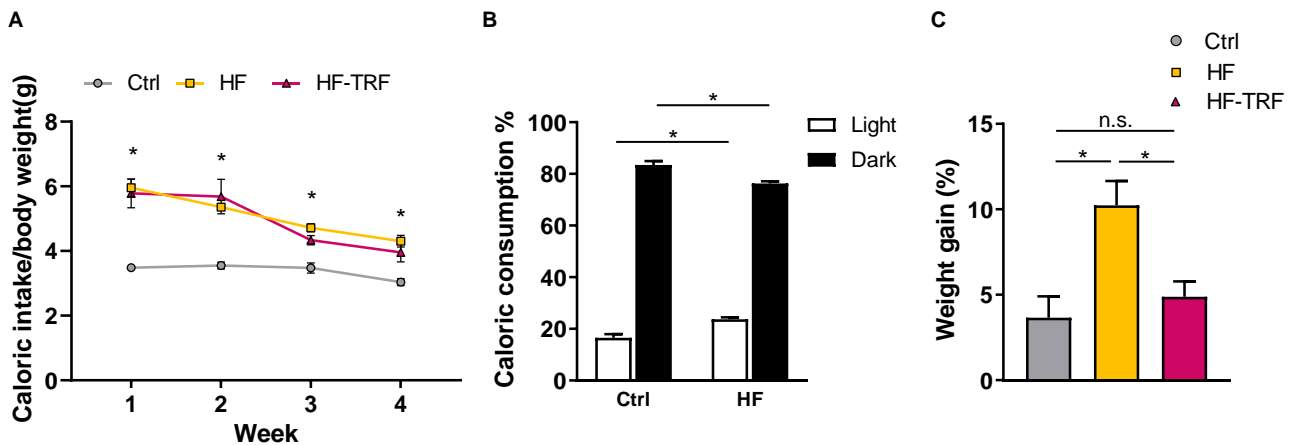 A
Ctrl HF HF-TRF
Caloric intake/body weight(g)
8
6
4
2
0
* * * *
1 2 3 4
Week
B
Caloric consumption %
100
80
60
40
20
0
*
*
Light
Dark
Ctrl HF
C
Ctrl
HF
HF-TRF
Weight gain (%)
15
10
5
0
n.s.
* *